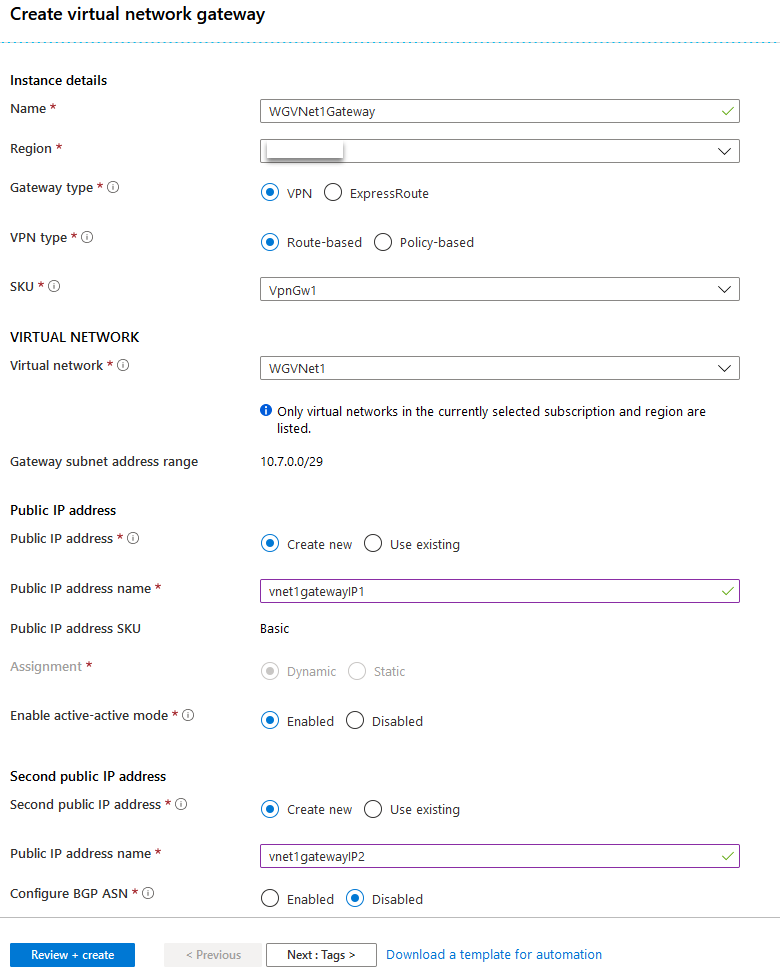 Create virtual network gateway
Instance details
Name *
WGVNet1Gateway
Region *
Gateway type *
VPN
ExpressRoute
VPN type *
Route-based
Policy-based
SKU *
VpnGw1
VIRTUAL NETWORK
Virtual network *
WGVNet1
Only virtual networks in the currently selected subscription and region are
listed.
Gateway subnet address range
10.7.0.0/29
Public IP address
Public IP address *
Create new
Use existing
Public IP address name *
vnet1gatewayIP1
Public IP address SKU
Basic
Assignment *
Dynamic
Static
Enable active-active mode *
Enabled
Disabled
Second public IP address
Second public IP address *
Create new
Use existing
Public IP address name *
vnet1gatewayIP2
Configure BGP ASN *
Enabled
Disabled
Review + create
< Previous
Next : Tags >
Download a template for automation